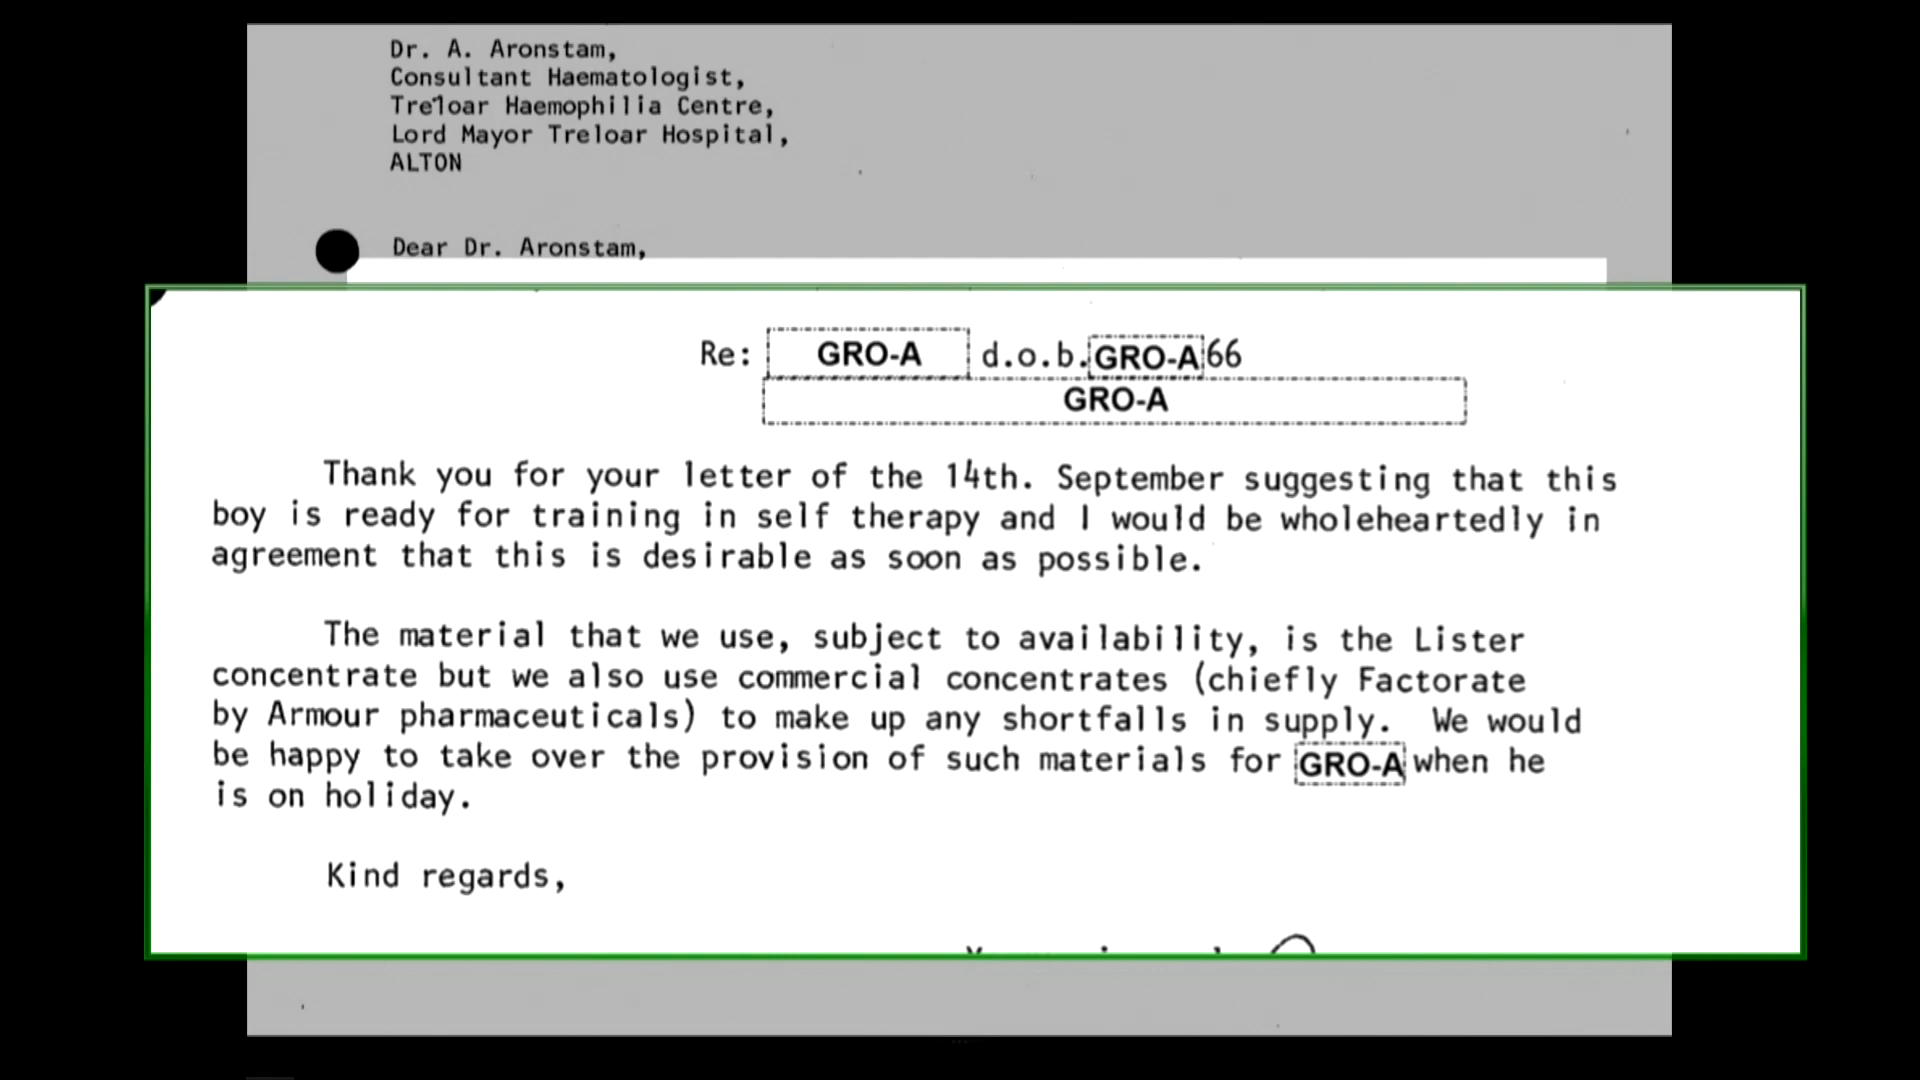 Dr. A. Aronstam,
Consultant Haematologist,
Treloar Haemophilia Centre,
Lord Mayor Treloar Hospital,
ALTON
Dear Dr. Aronstam,
Re: GRO-A d.o.b. GRO-A 66
GRO-A
Thank you for your letter of the 14th. September suggesting that this
boy is ready for training in self therapy and I would be wholeheartedly in
agreement that this is desirable as soon as possible.
The material that we use, subject to availability, is the Lister
concentrate but we also use commercial concentrates (chiefly Factorate
by Armour pharmaceuticals) to make up any shortfalls in supply. We would
be happy to take over the provision of such materials for GRO-A when he
is on holiday.
Kind regards,